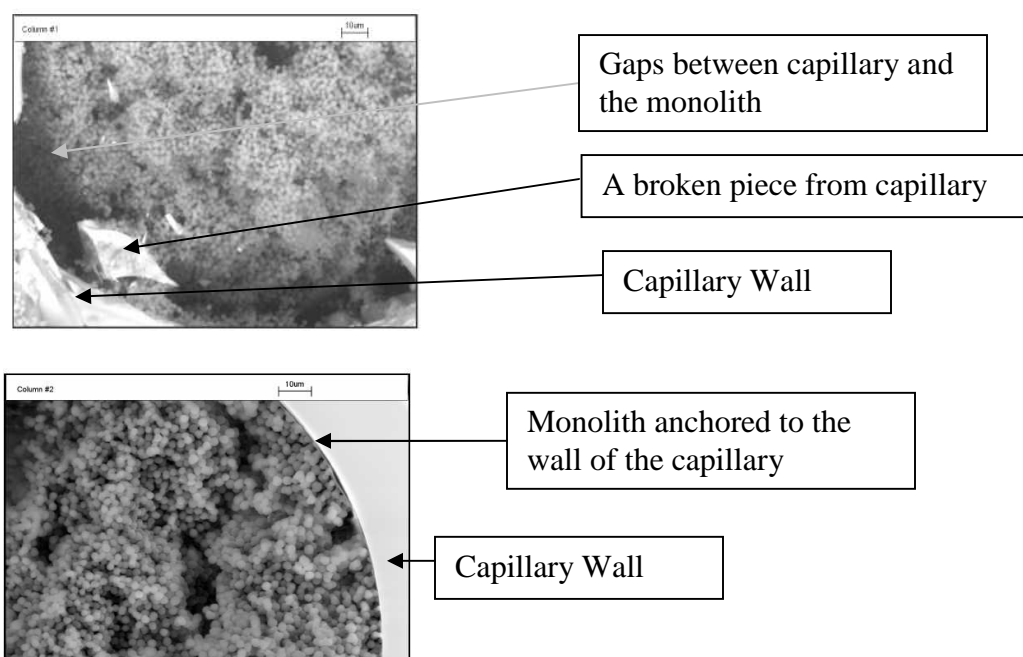 Column #1
10um
Gaps between capillary and
the monolith
A broken piece from capillary
Capillary Wall
Column #2
10um
Monolith anchored to the
wall of the capillary
Capillary Wall